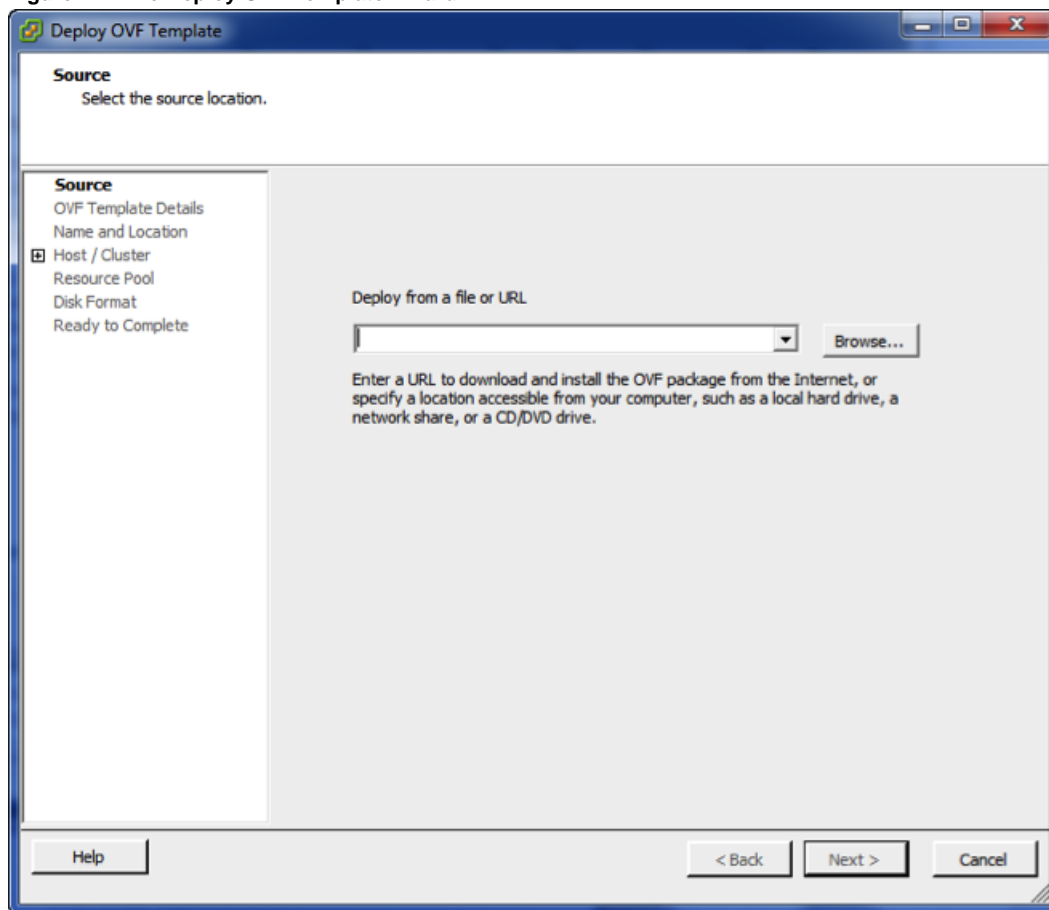 Deploy OVF Template
Source
Select the source location.
Source
OVF Template Details
Name and Location
Host / Cluster
Resource Pool
Disk Format
Ready to Complete
Deploy from a file or URL
Browse...
Enter a URL to download and install the OVF package from the Internet, or
specify a location accessible from your computer, such as a local hard drive, a
network share, or a CD/DVD drive.
Help
< Back
Next >
Cancel